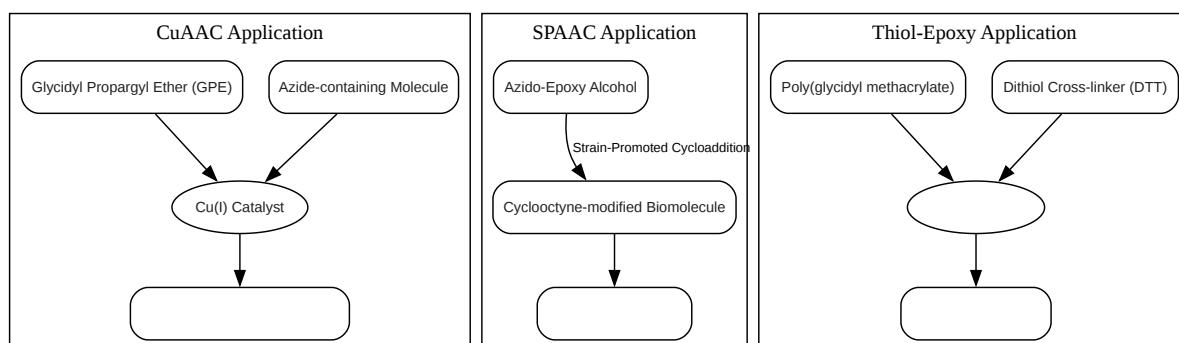 CuAAC Application
Glycidyl Propargyl Ether (GPE)
Azide-containing Molecule
Cu(I) Catalyst
SPAAC Application
Azido-Epoxy Alcohol
Strain-Promoted Cycloaddition
Cyclooctyne-modified Biomolecule
Thiol-Epoxy Application
Poly(glycidyl methacrylate)
Dithiol Cross-linker (DTT)